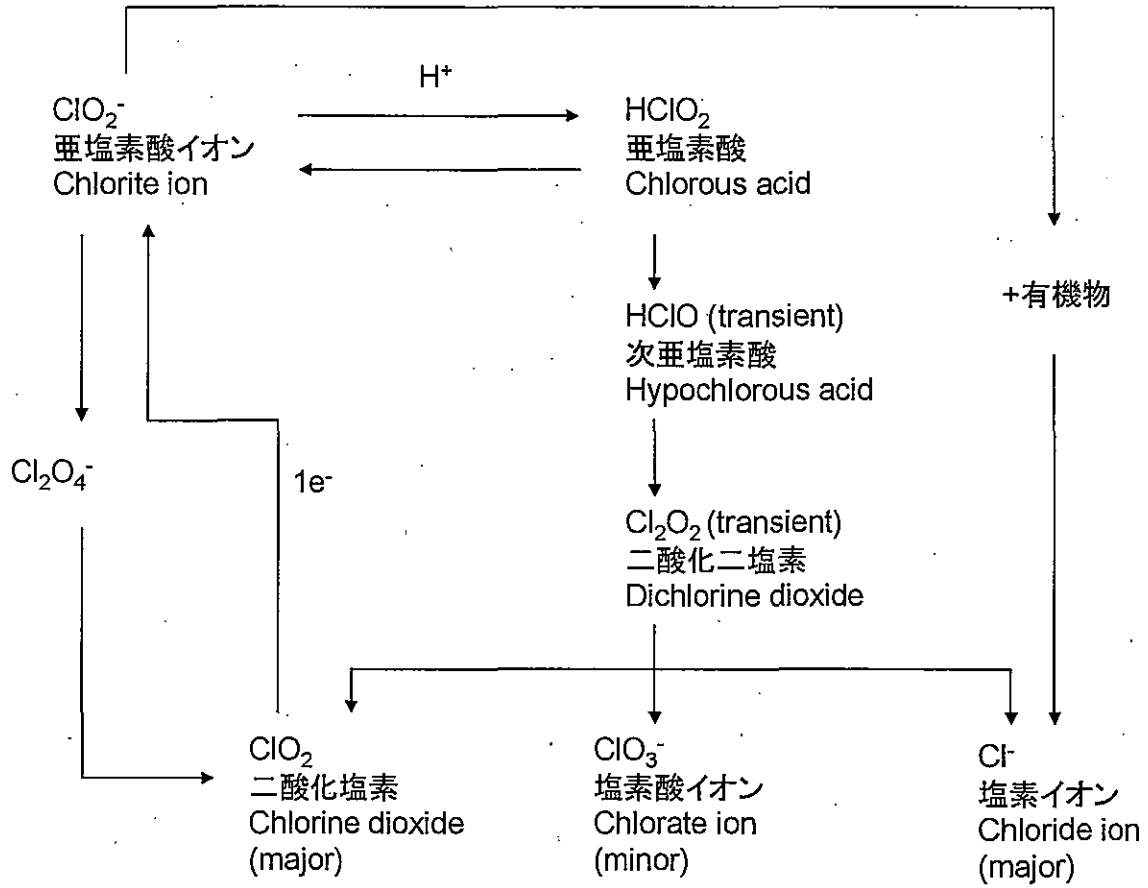 H⁺
ClO₂⁻
亜塩素酸イオン
Chlorite ion
HClO₂
亜塩素酸
Chlorous acid
+有機物
HClO (transient)
次亜塩素酸
Hypochlorous acid
Cl₂O₄⁻
1e⁻
Cl₂O₂ (transient)
二酸化二塩素
Dichlorine dioxide
ClO₂
二酸化塩素
Chlorine dioxide
(major)
ClO₃⁻
塩素酸イオン
Chlorate ion
(minor)
Cl⁻
塩素イオン
Chloride ion
(major)